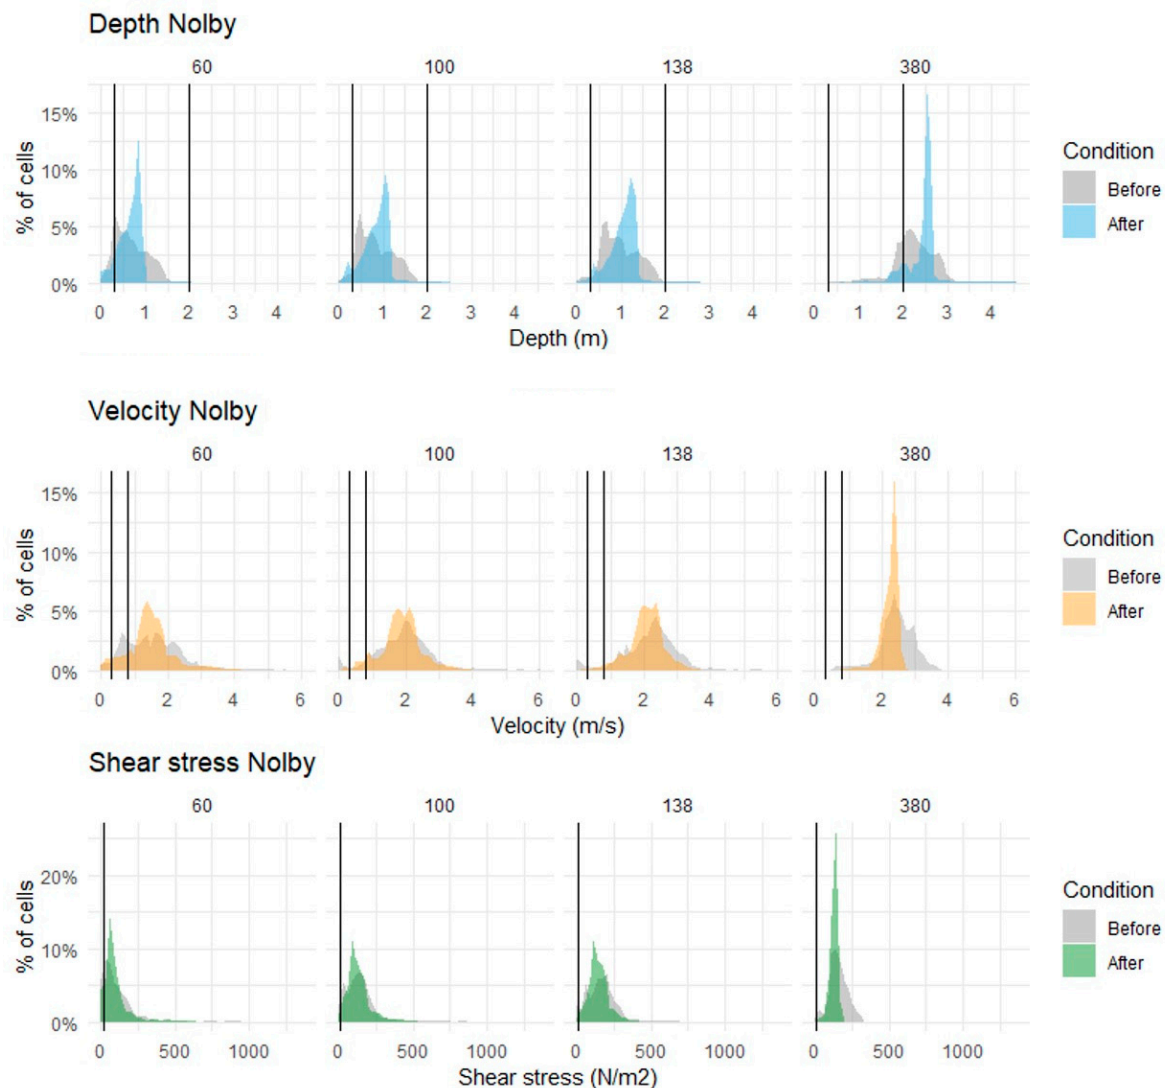 Depth Nolby
60 100 138 380
15%
10%
5%
0%
% of cells
0 1 2 3 4 0 1 2 3 4 0 1 2 3 4 0 1 2 3 4
Depth (m)
Condition
Before
After
Velocity Nolby
60 100 138 380
15%
10%
5%
0%
% of cells
0 2 4 6 0 2 4 6 0 2 4 6 0 2 4 6
Velocity (m/s)
Condition
Before
After
Shear stress Nolby
60 100 138 380
20%
10%
0%
% of cells
0 500 1000 0 500 1000 0 500 1000 0 500 1000
Shear stress (N/m2)
Condition
Before
After